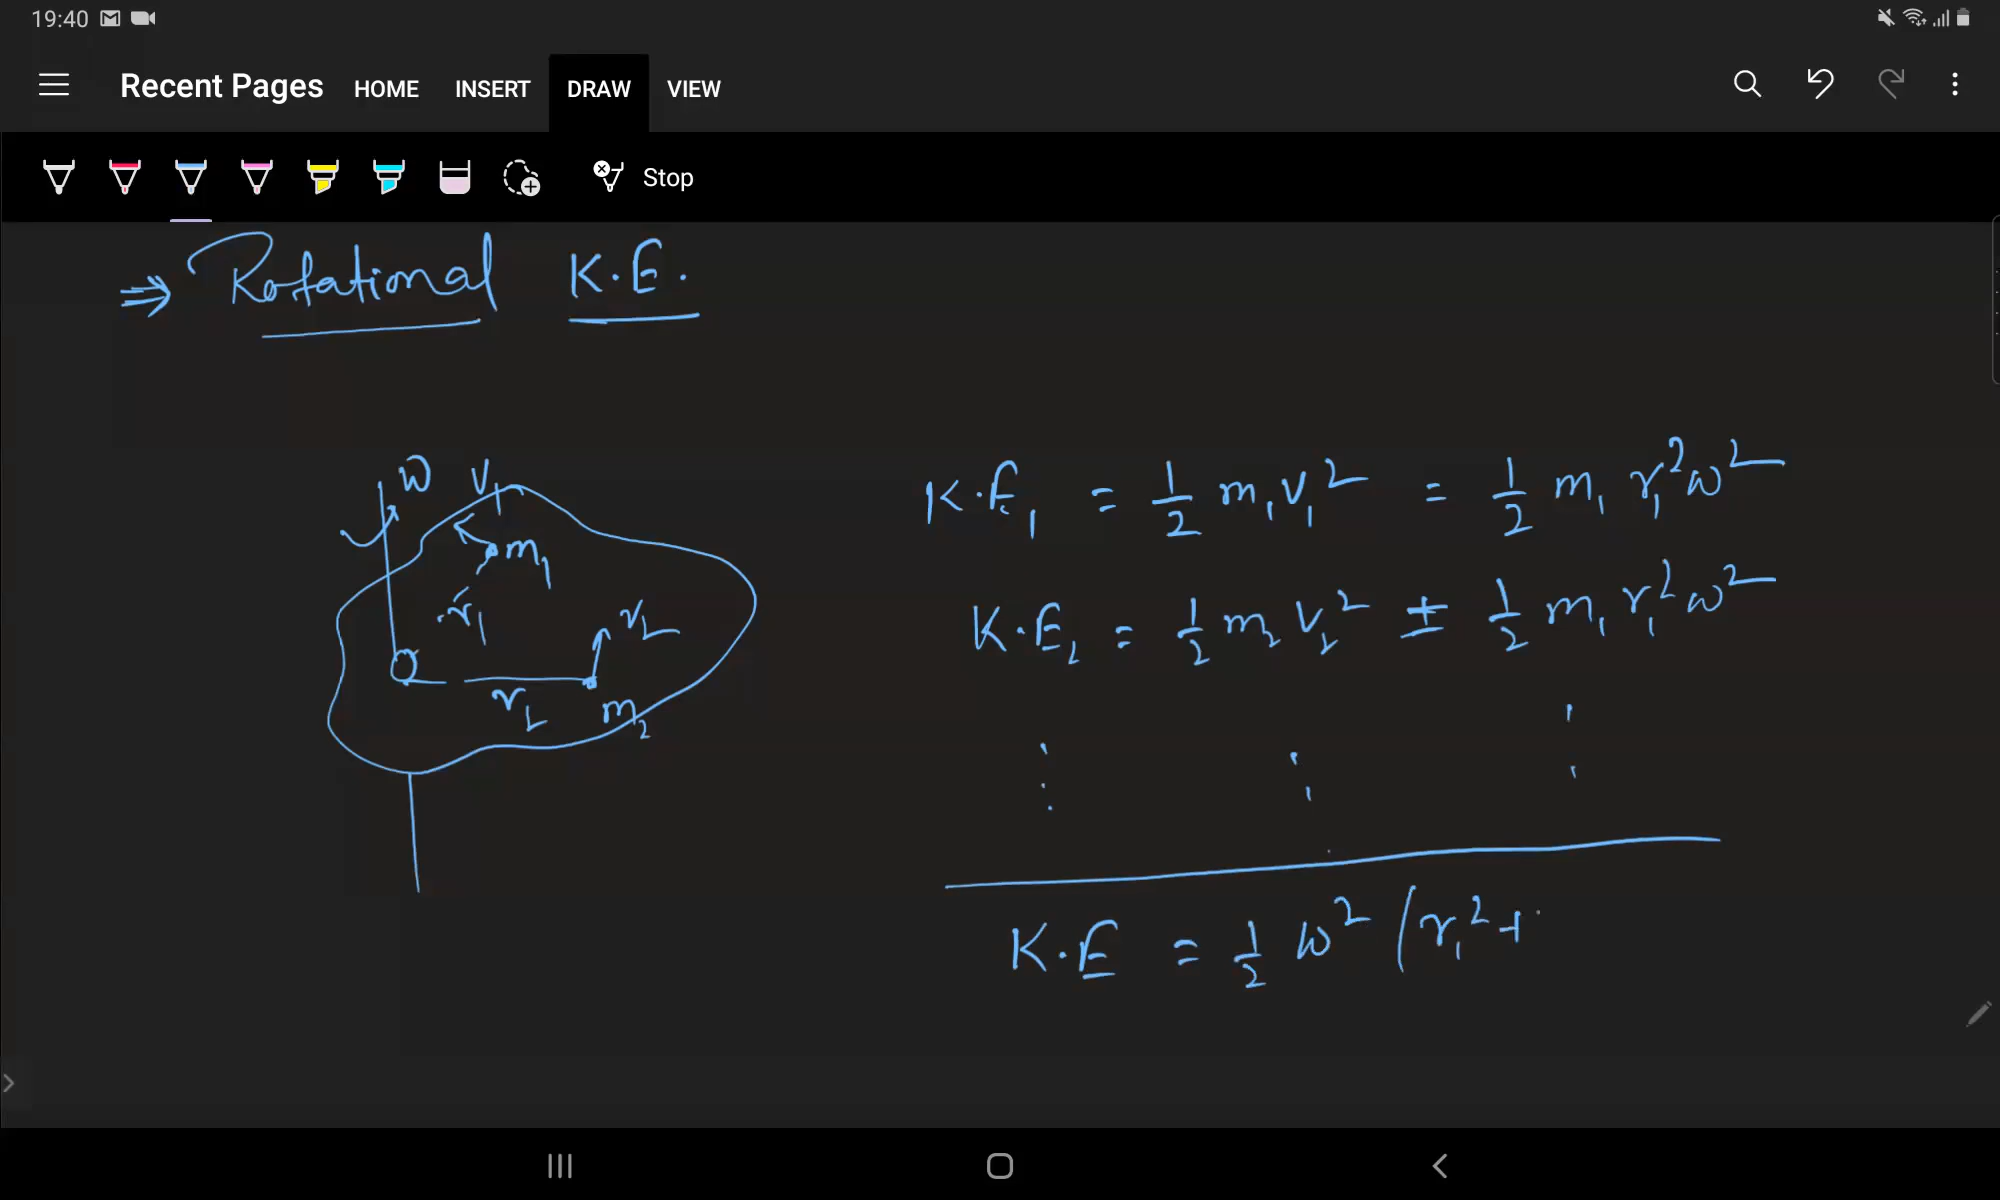 19:40
Recent Pages HOME INSERT DRAW VIEW
Stop
⇒ Rotational K.E.
ω v₁
m₁
r₁
v₂
r₂ m₂
K.E₁ = 1/2 m₁v₁² = 1/2 m₁ r₁²ω²
K.E₂ = 1/2 m₂ v₂² ± 1/2 m₁ r₁²ω²
K.E = 1/2 ω² (r₁² +